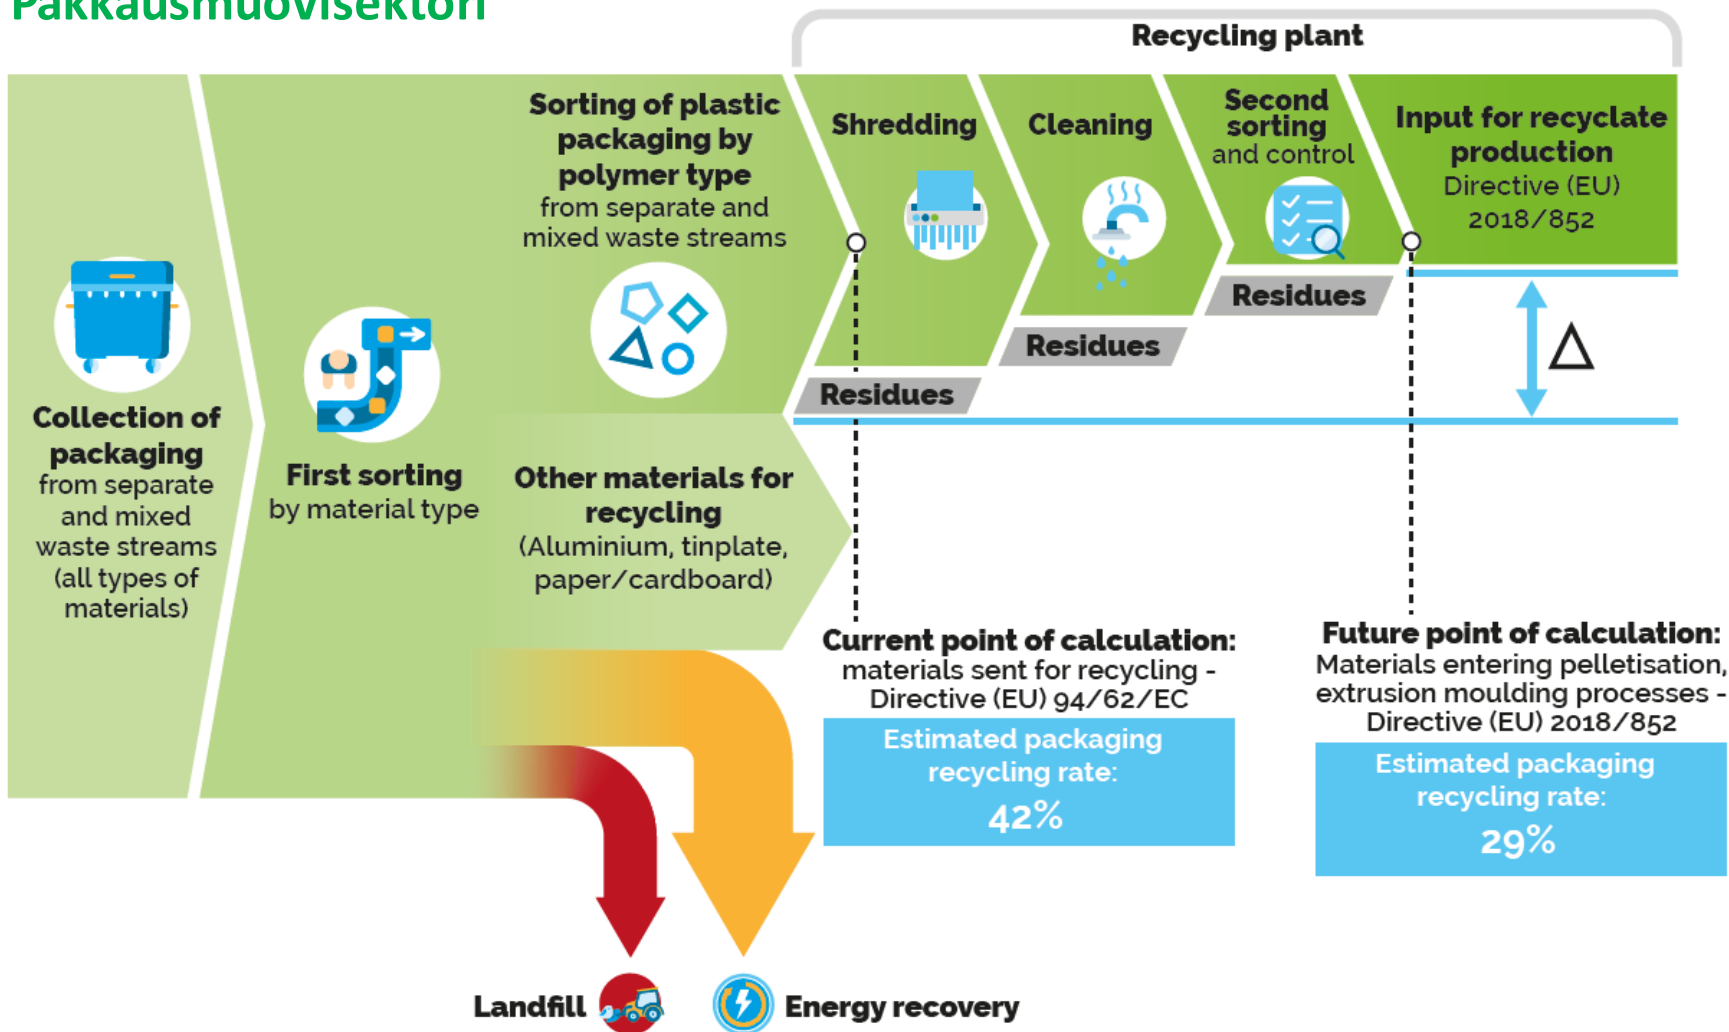 Pakkausmuovisektori
Recycling plant
Collection of
packaging
from separate
and mixed
waste streams
(all types of
materials)
First sorting
by material type
Sorting of plastic
packaging by
polymer type
from separate and
mixed waste streams
Other materials for
recycling
(Aluminium, tinplate,
paper/cardboard)
Shredding
Cleaning
Second
sorting
and control
Input for recyclate
production
Directive (EU)
2018/852
Residues
Residues
Residues
Δ
Current point of calculation:
materials sent for recycling -
Directive (EU) 94/62/EC
Estimated packaging
recycling rate:
42%
Future point of calculation:
Materials entering pelletisation,
extrusion moulding processes -
Directive (EU) 2018/852
Estimated packaging
recycling rate:
29%
Landfill
Energy recovery